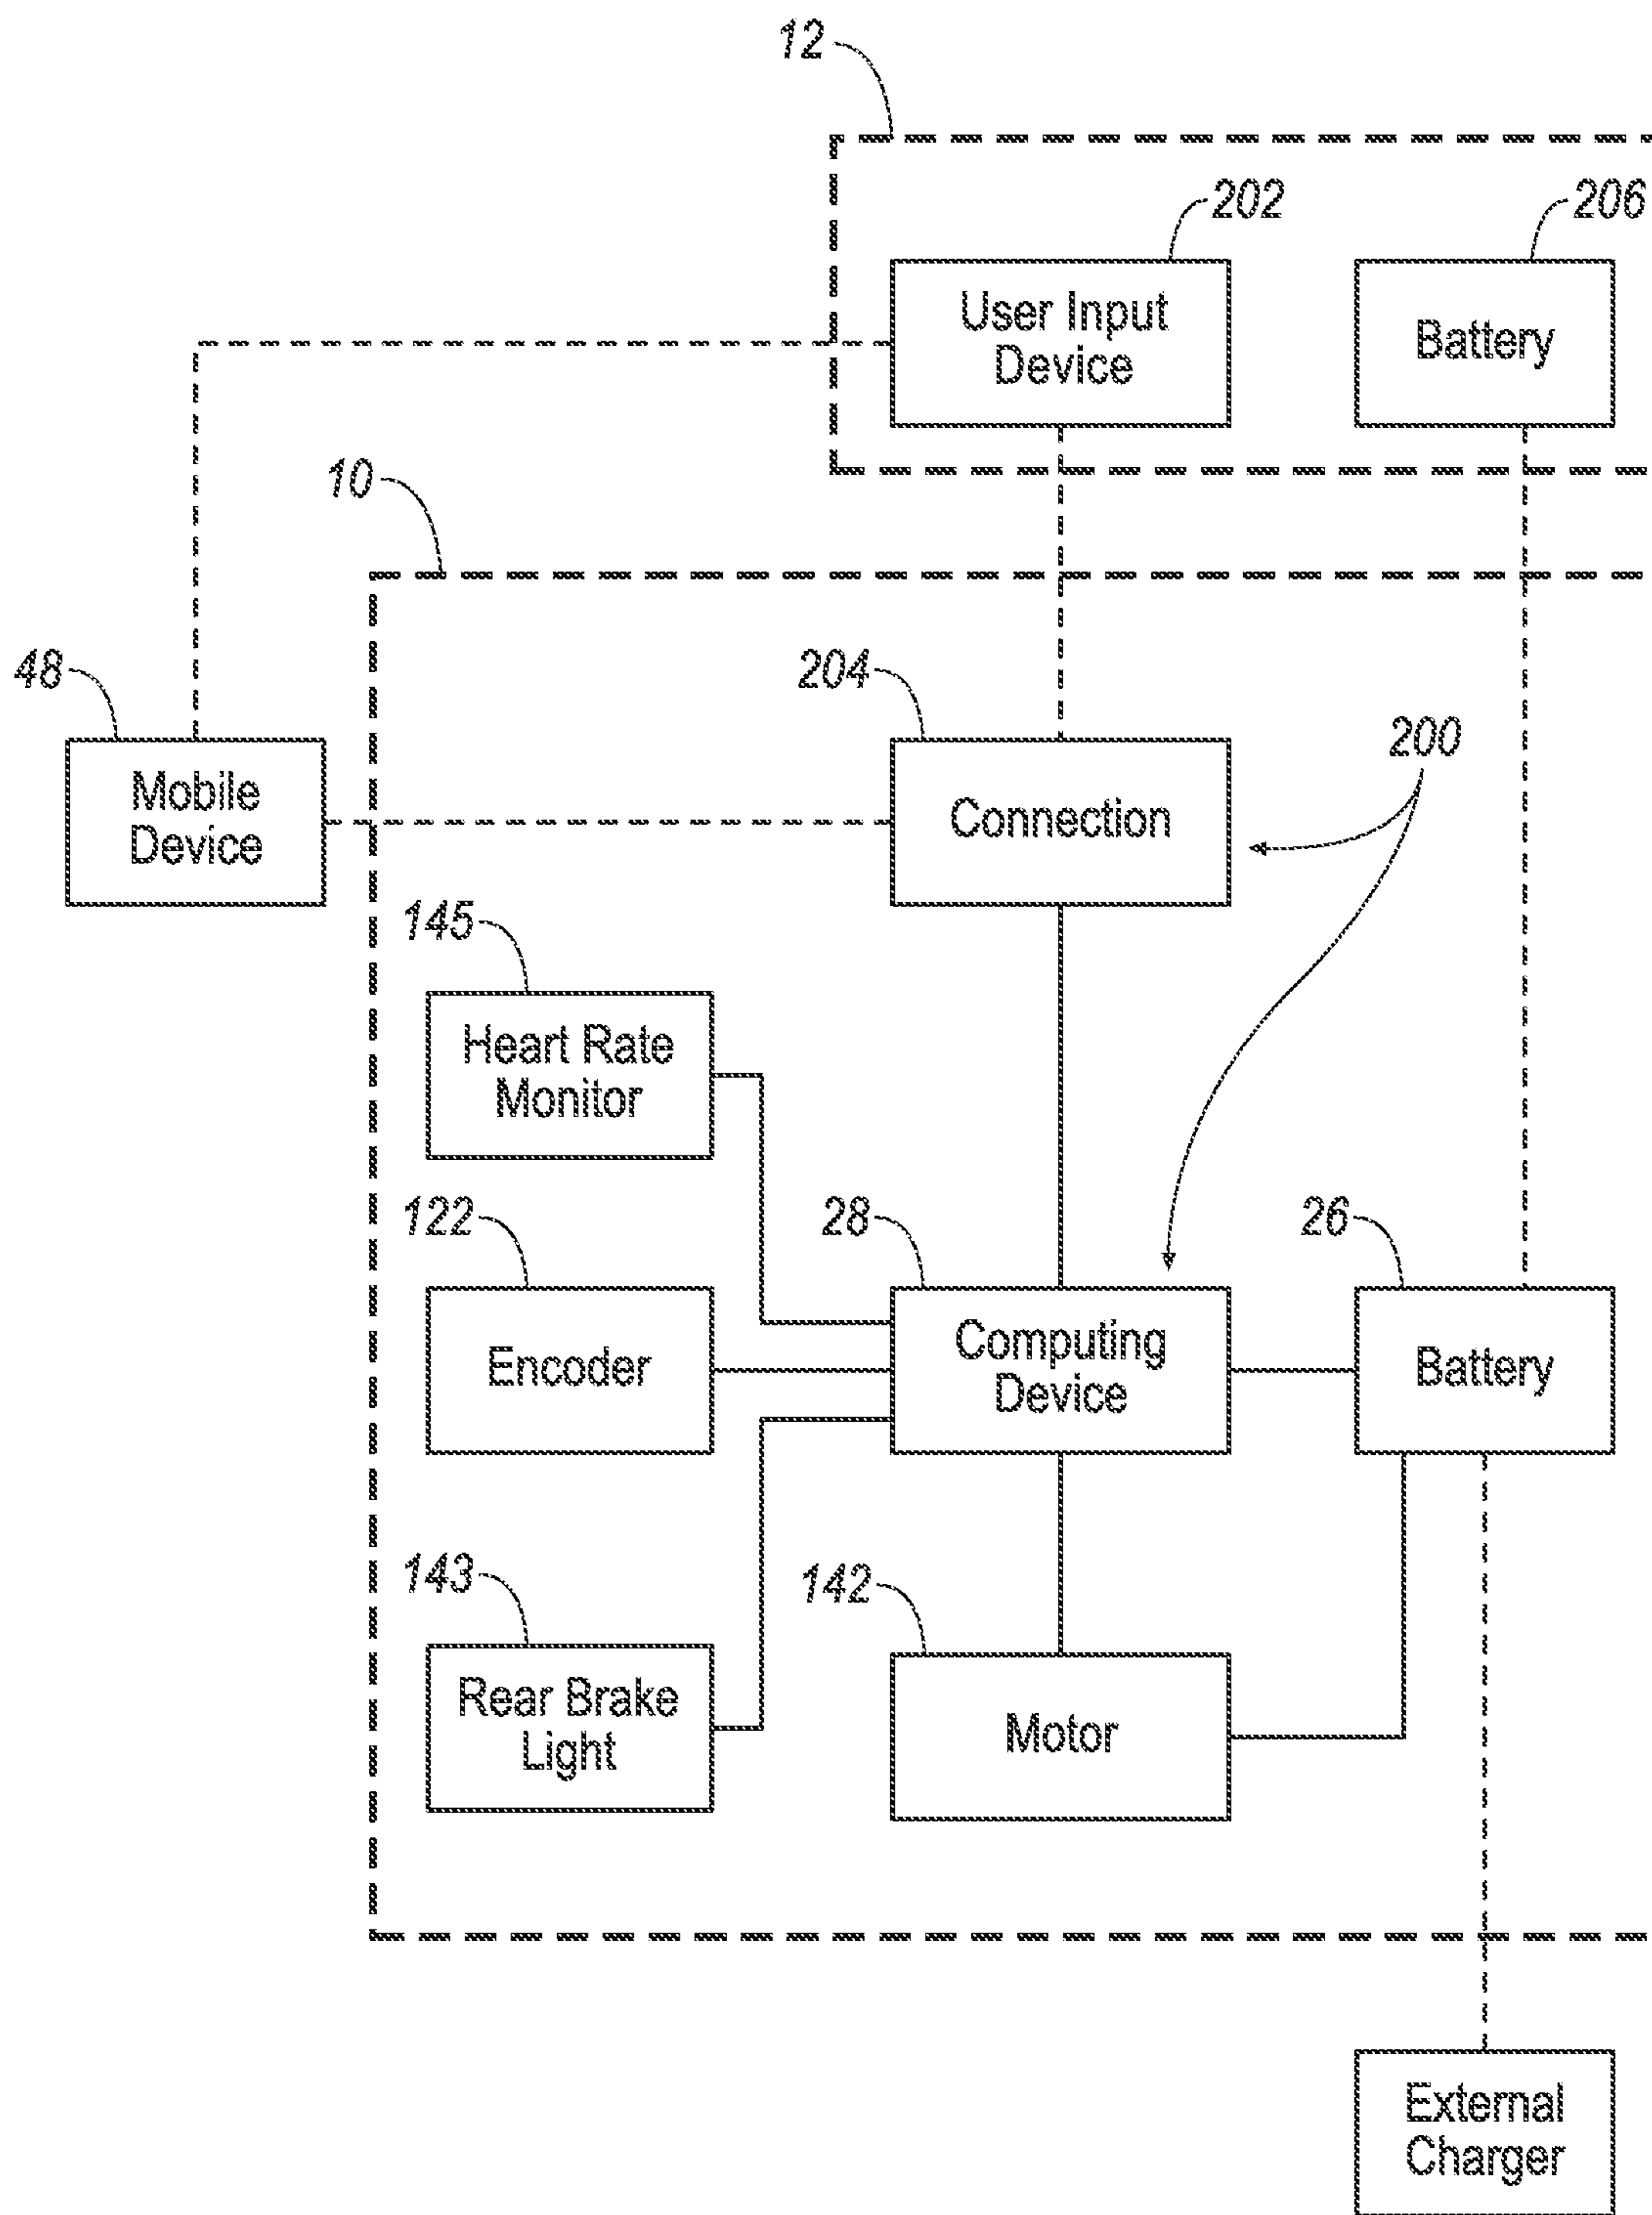 12
202
206
User Input
Device
Battery
10
48
204
200
Mobile
Device
Connection
145
Heart Rate
Monitor
122
28
26
Encoder
Computing
Device
Battery
143
142
Rear Brake
Light
Motor
External
Charger